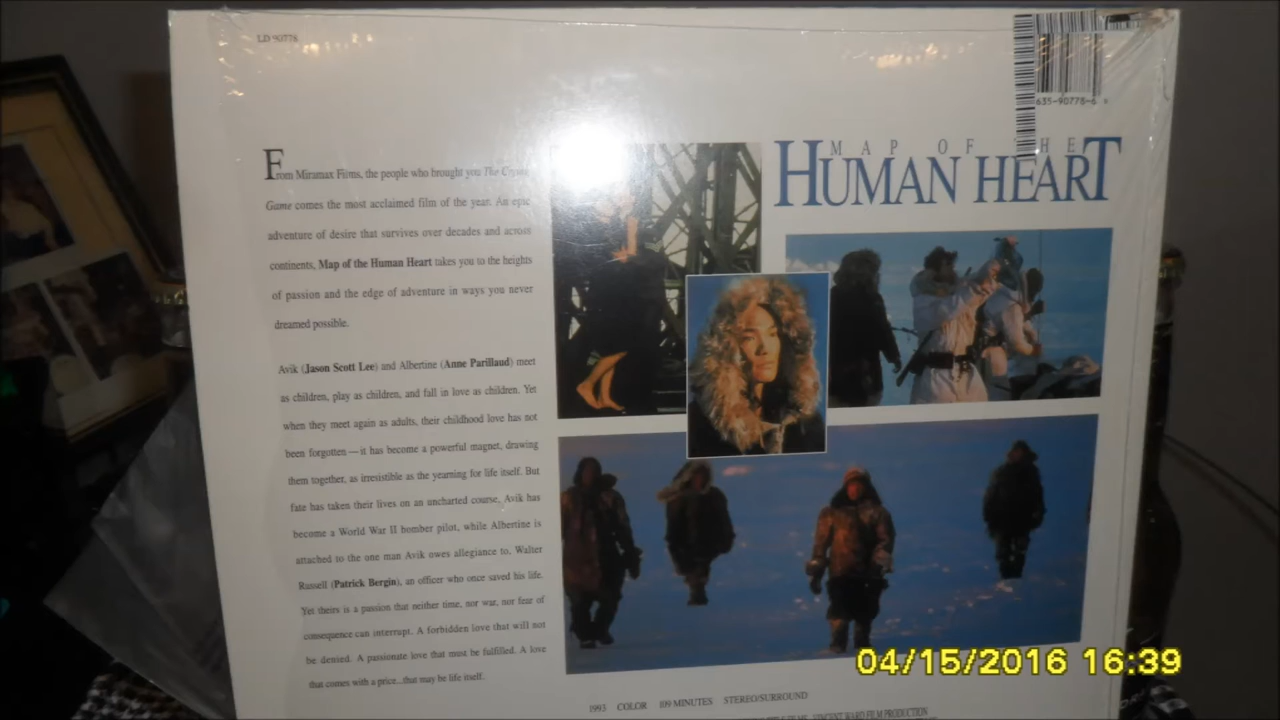 LD 90778
635-90778-6
MAP OF THE
HUMAN HEART
From Miramax Films, the people who brought you The Crying
Game comes the most acclaimed film of the year. An epic
adventure of desire that survives over decades and across
continents, Map of the Human Heart takes you to the heights
of passion and the edge of adventure in ways you never
dreamed possible.
Avik (Jason Scott Lee) and Albertine (Anne Parillaud) meet
as children, play as children, and fall in love as children. Yet
when they meet again as adults, their childhood love has not
been forgotten — it has become a powerful magnet, drawing
them together, as irresistible as the yearning for life itself. But
fate has taken their lives on an uncharted course, Avik has
become a World War II bomber pilot, while Albertine is
attached to the one man Avik owes allegiance to, Walter
Russell (Patrick Bergin), an officer who once saved his life.
Yet theirs is a passion that neither time, nor war, nor fear of
consequence can interrupt. A forbidden love that will not
be denied. A passionate love that must be fulfilled. A love
that comes with a price...that may be life itself.
1993 COLOR 109 MINUTES STEREO/SURROUND
VINCENT WARD FILM PRODUCTION
04/15/2016 16:39